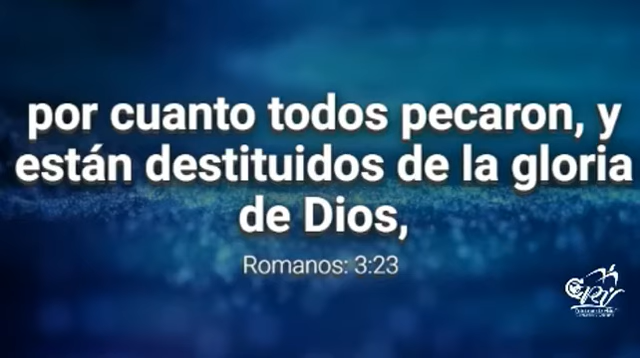 por cuanto todos pecaron, y
están destituidos de la gloria
de Dios,
Romanos: 3:23